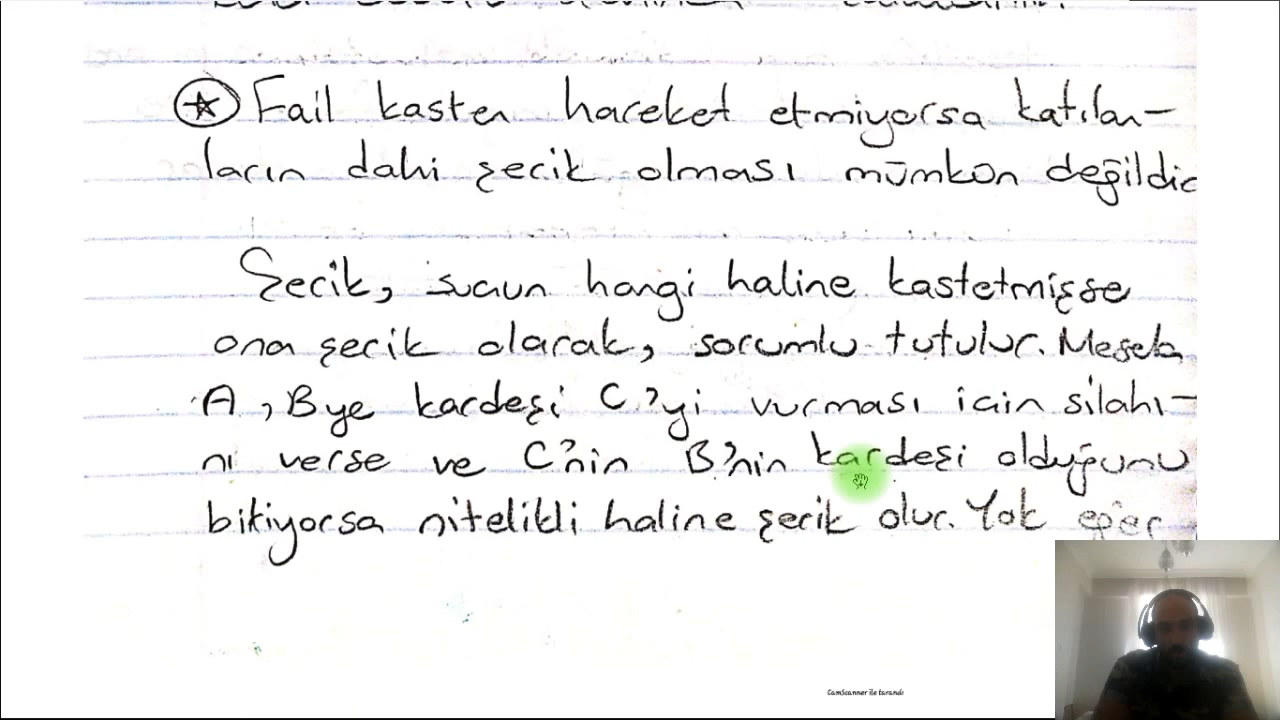 ★ Fail kasten hareket etmiyorsa katılan-
ların dahi şerik olması mümkün değildir
Şerik, suçun hangi haline kastetmişse
ona şerik olarak, sorumlu tutulur. Mesela
A, B'ye kardeşi C'yi vurması için silahı-
nı verse ve C'nin B'nin kardeşi olduğunu
biliyorsa nitelikli haline şerik olur. Yok eğer
CamScanner ile tarandı